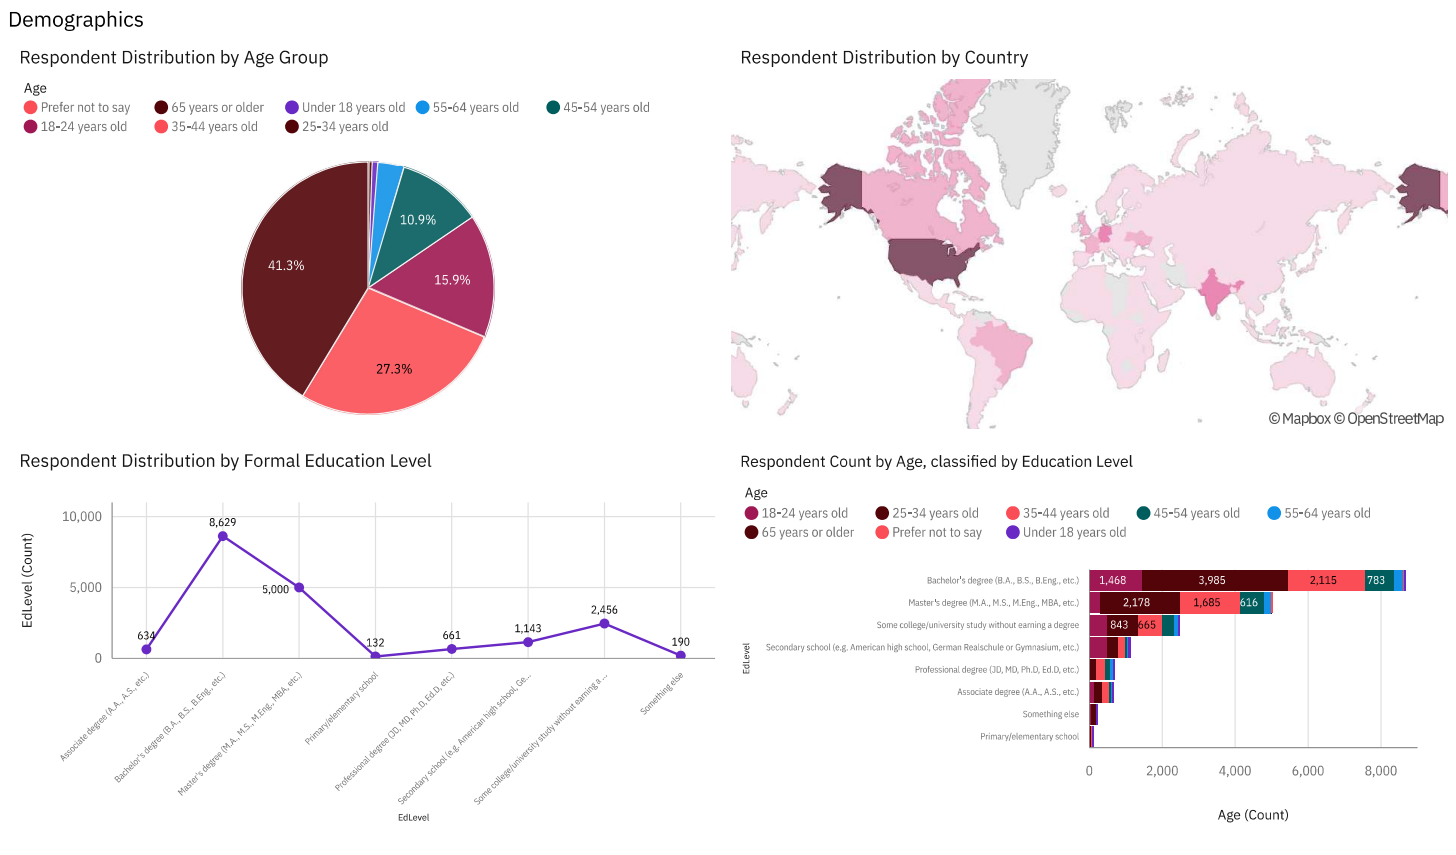 Demographics
Respondent Distribution by Age Group
Age
Prefer not to say
65 years or older
Under 18 years old
55-64 years old
45-54 years old
18-24 years old
35-44 years old
25-34 years old
10.9%
41.3%
15.9%
27.3%
Respondent Distribution by Country
© Mapbox © OpenStreetMap
Respondent Distribution by Formal Education Level
EdLevel (Count)
10,000
5,000
0
634
8,629
5,000
132
661
1,143
2,456
190
Associate degree (A.A., A.S., etc.)
Bachelor's degree (B.A., B.S., B.Eng., etc.)
Master's degree (M.A., M.S., M.Eng., MBA, etc.)
Primary/elementary school
Professional degree (JD, MD, Ph.D, Ed.D, etc.)
Secondary school (e.g. American high school, Ge...
Some college/university study without earning a ...
Something else
EdLevel
Respondent Count by Age, classified by Education Level
Age
18-24 years old
25-34 years old
35-44 years old
45-54 years old
55-64 years old
65 years or older
Prefer not to say
Under 18 years old
EdLevel
Bachelor's degree (B.A., B.S., B.Eng., etc.)
1,468
3,985
2,115
783
Master's degree (M.A., M.S., M.Eng., MBA, etc.)
2,178
1,685
616
Some college/university study without earning a degree
843
665
Secondary school (e.g. American high school, German Realschule or Gymnasium, etc.)
Professional degree (JD, MD, Ph.D, Ed.D, etc.)
Associate degree (A.A., A.S., etc.)
Something else
Primary/elementary school
0
2,000
4,000
6,000
8,000
Age (Count)